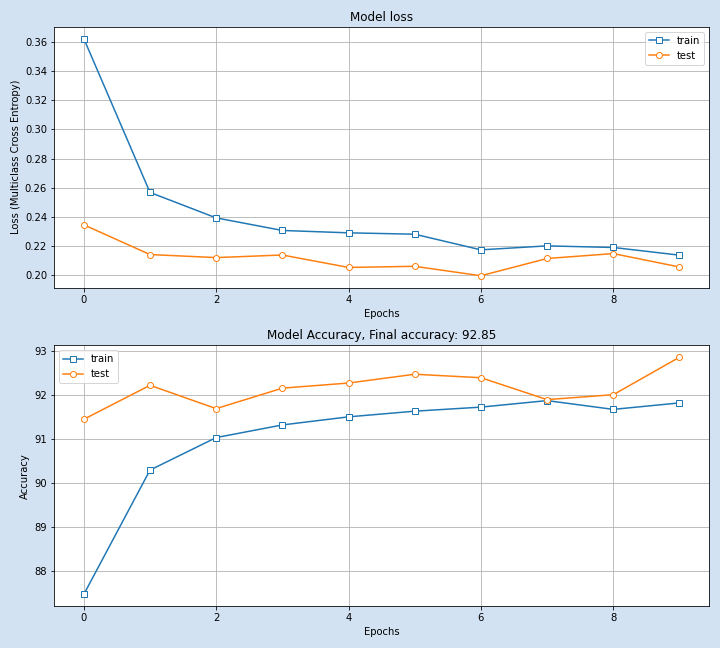 Model loss
0.36
0.34
0.32
0.30
0.28
0.26
0.24
0.22
0.20
Loss (Multiclass Cross Entropy)
train
test
0 2 4 6 8
Epochs
Model Accuracy, Final accuracy: 92.85
93
92
91
90
89
88
Accuracy
train
test
0 2 4 6 8
Epochs